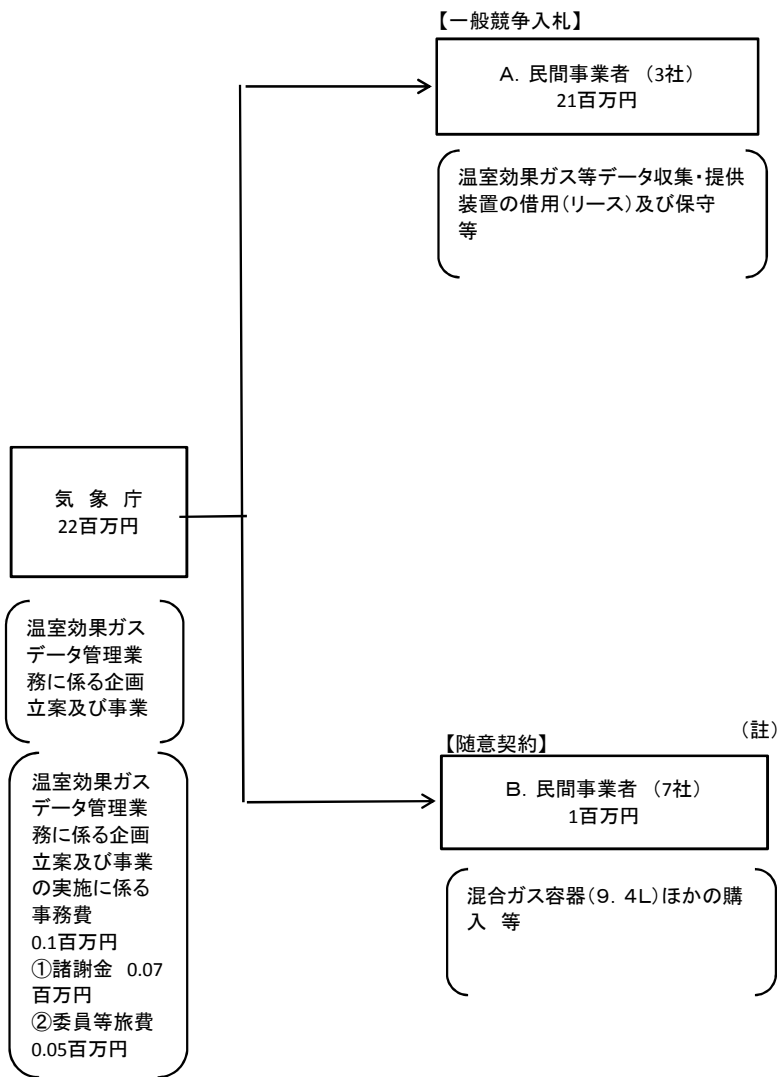 【一般競争入札】
A. 民間事業者 (3社)
21百万円
温室効果ガス等データ収集・提供
装置の借用(リース)及び保守
等
気 象 庁
22百万円
温室効果ガス
データ管理業
務に係る企画
立案及び事業
温室効果ガス
データ管理業
務に係る企画
立案及び事業
の実施に係る
事務費
0.1百万円
①諸謝金 0.07
百万円
②委員等旅費
0.05百万円
(註)
【随意契約】
B. 民間事業者 (7社)
1百万円
混合ガス容器(9. 4L)ほかの購
入 等